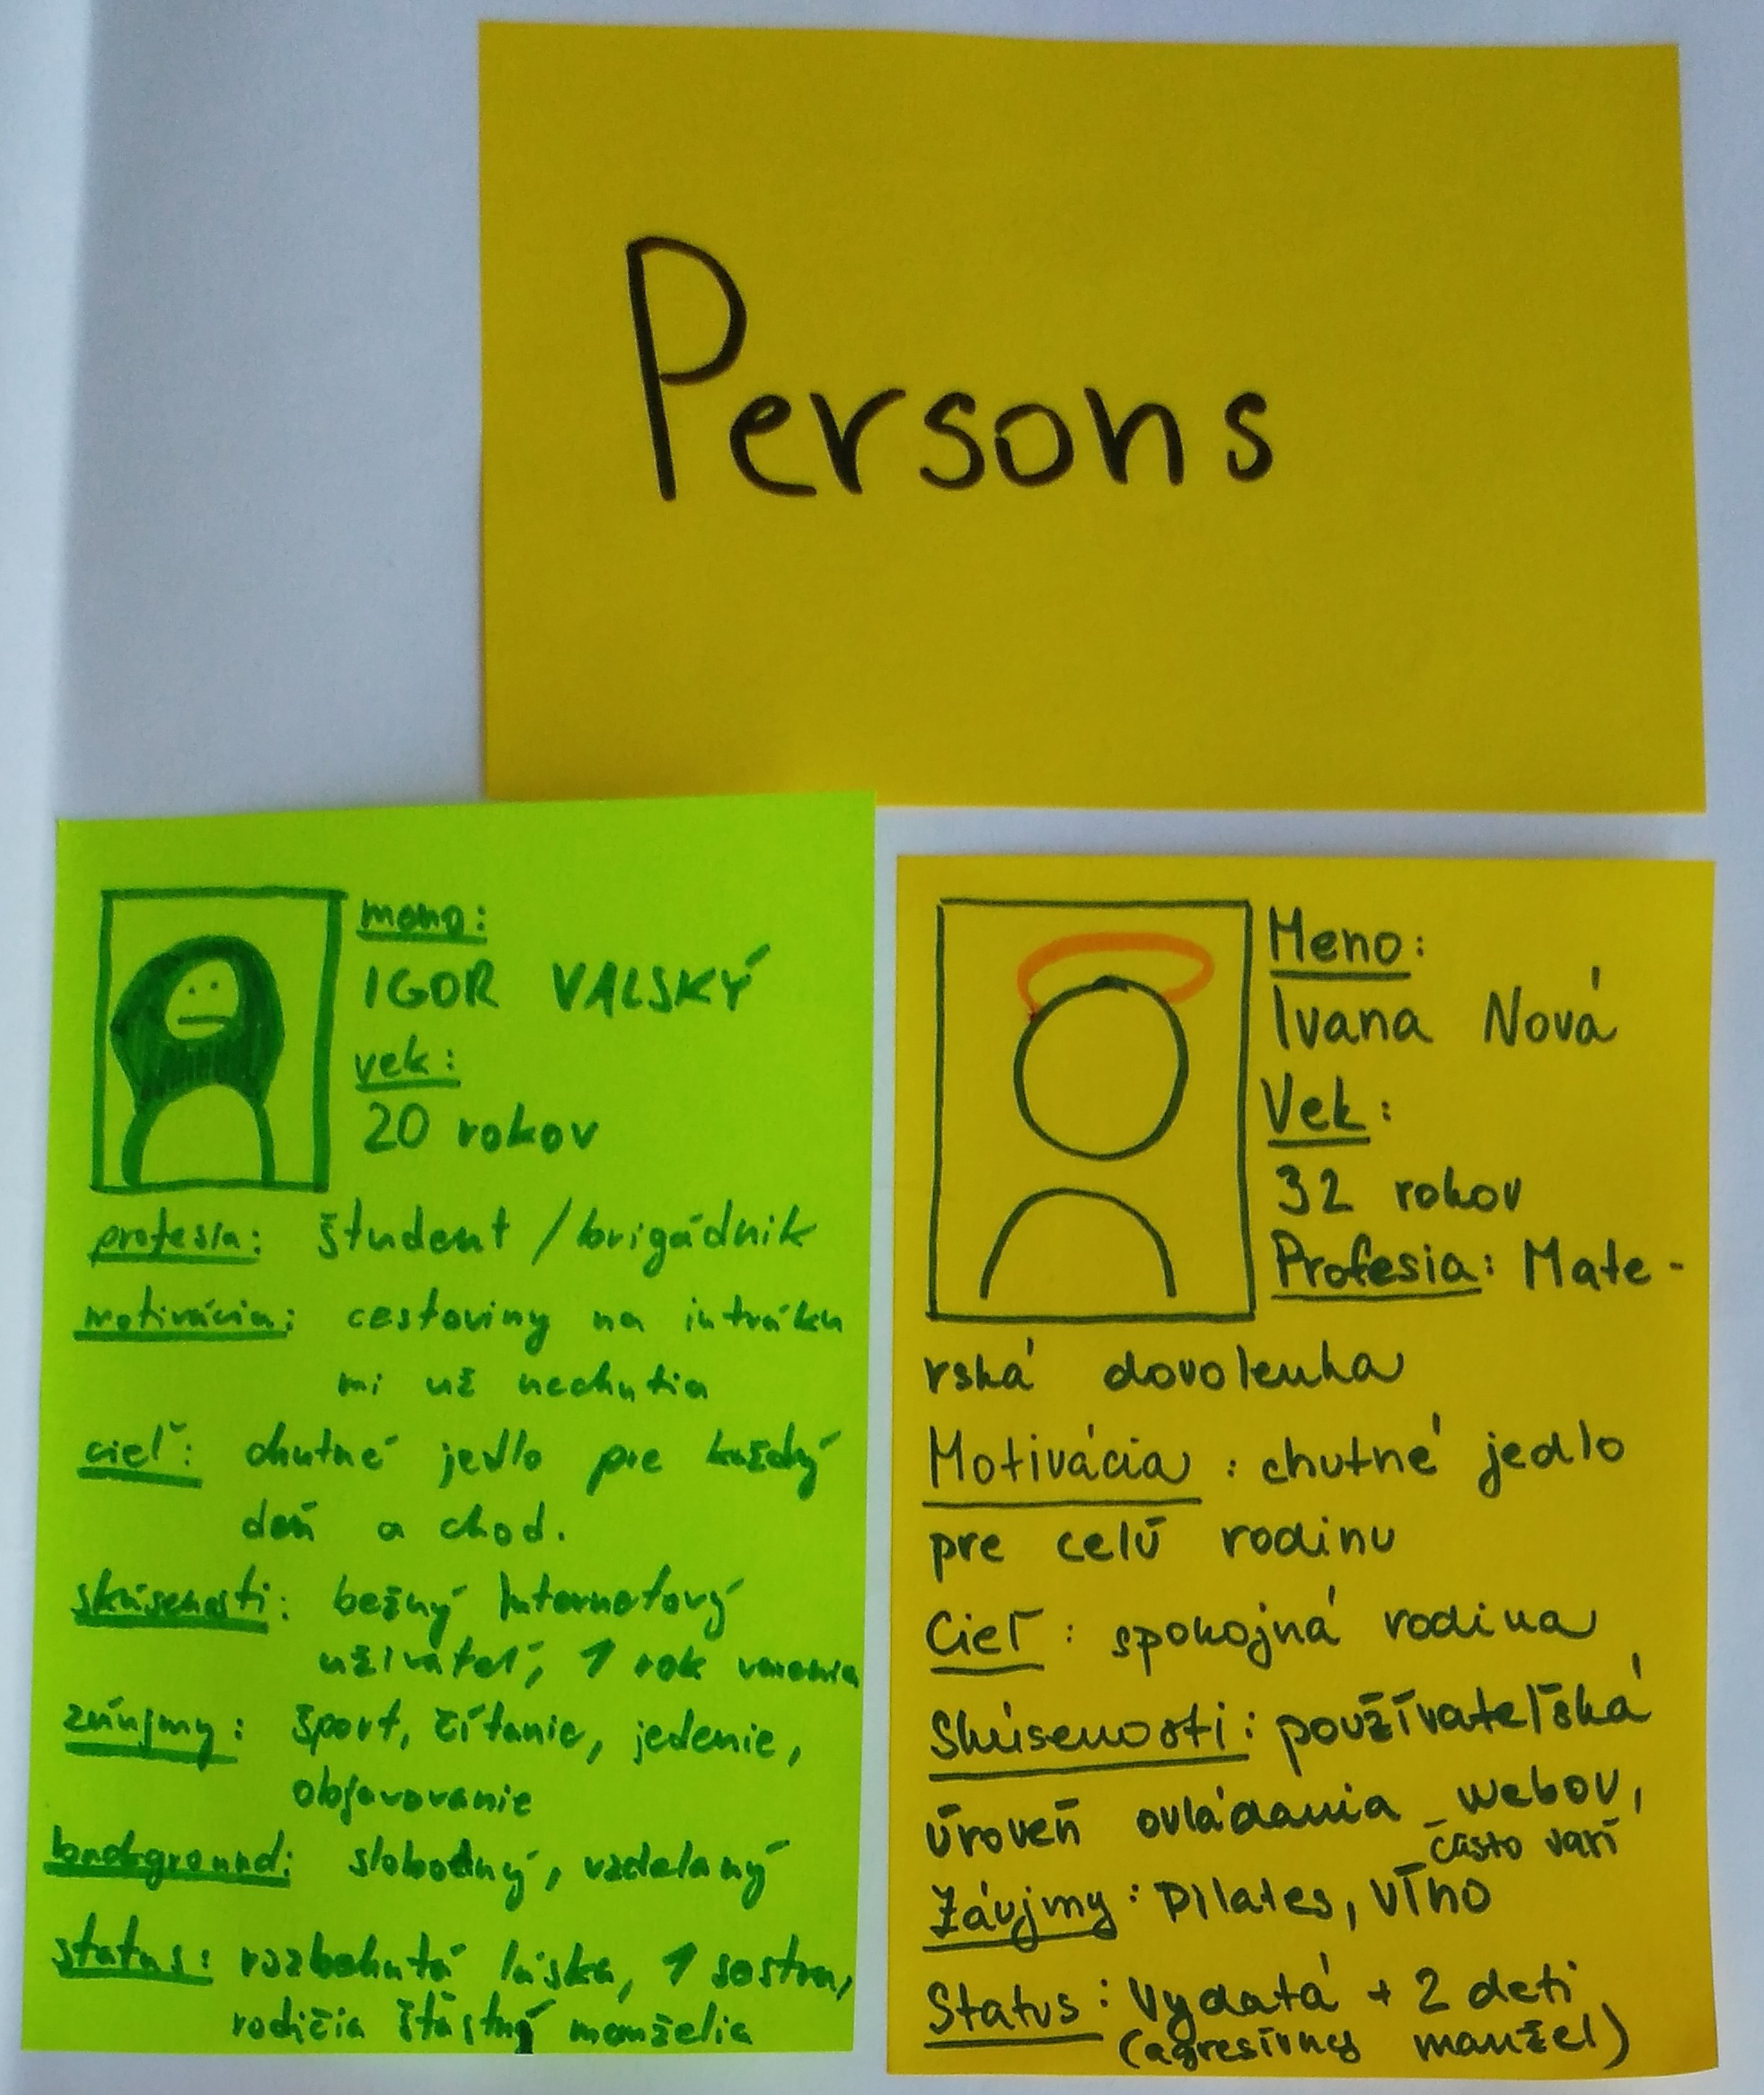 Persons
meno:
IGOR VALSKÝ
vek:
20 rokov
profesia: študent / brigádnik
motivácia: cestoviny na intráku
mi už nechutia
cieľ: chutné jedlo pre každý
deň a chod.
skúsenosti: bežný internetový
užívateľ, 1 rok varenia
záujmy: šport, čítanie, jedenie,
objavovanie
background: slobodný, vzdelaný
status: rozbehnutá láska, 1 sestra,
rodičia šťastný manželia
Meno:
Ivana Nová
Vek:
32 rokov
Profesia: Mate-
rská dovolenka
Motivácia: chutné jedlo
pre celú rodinu
Cieľ: spokojná rodina
Skúsenosti: používateľská
úroveň ovládania webov,
často varí
Záujmy: Pilates, víno
Status: Vydatá + 2 deti
(agresívny manžel)